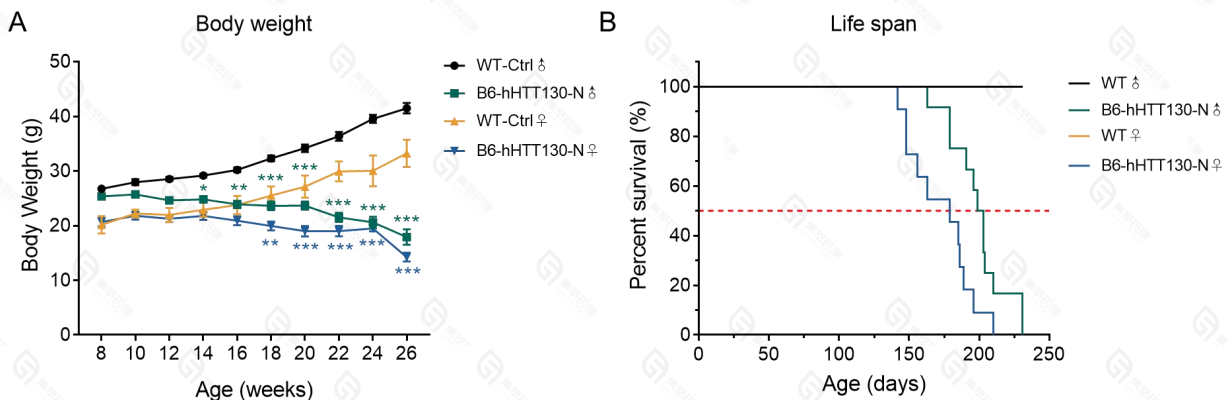 A
Body weight
Body Weight (g)
50
40
30
20
10
0
8 10 12 14 16 18 20 22 24 26
Age (weeks)
* ** *** *** *** *** ***
** *** *** *** ***
WT-Ctrl ♂
B6-hHTT130-N ♂
WT-Ctrl ♀
B6-hHTT130-N ♀
B
Life span
Percent survival (%)
100
80
60
40
20
0
0 50 100 150 200 250
Age (days)
WT ♂
B6-hHTT130-N ♂
WT ♀
B6-hHTT130-N ♀